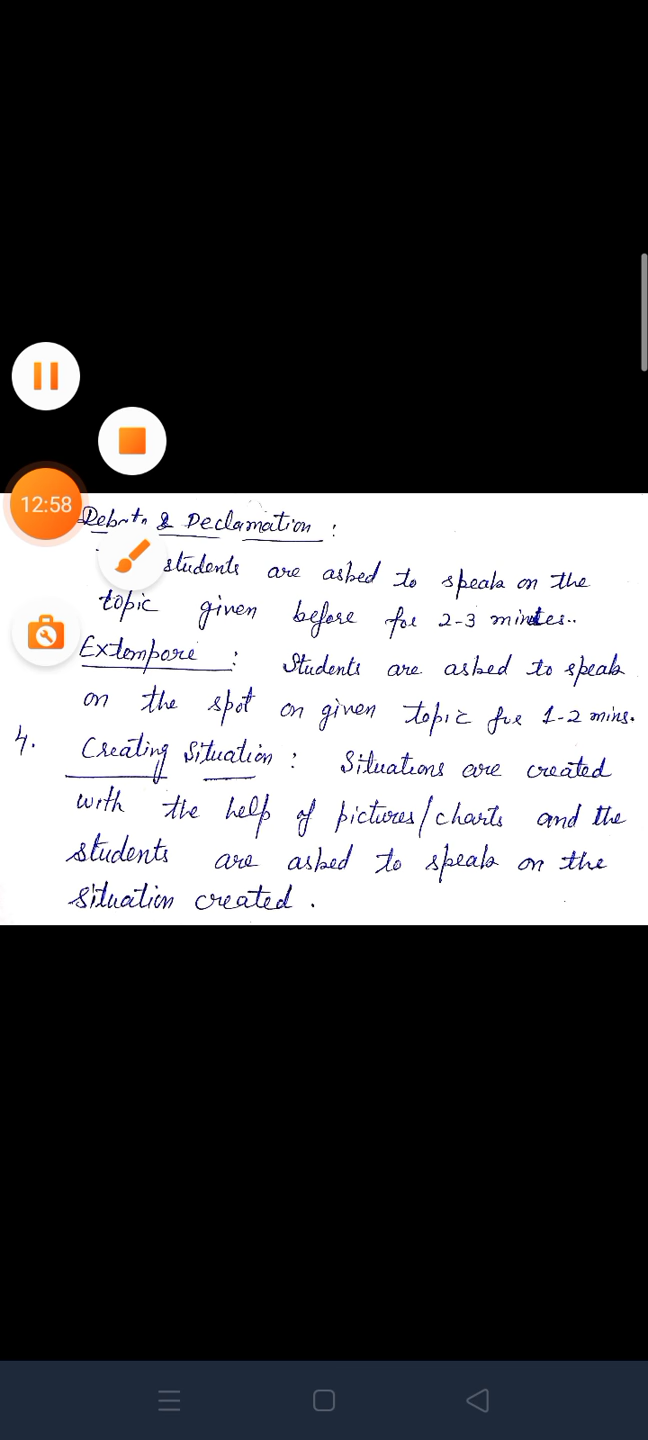 12:58
Debate & Declamation :
students are asked to speak on the
topic given before for 2-3 mintes..
Extempore : Students are asked to speak
on the spot on given topic for 1-2 mins.
4. Creating Situation : Situations are created
with the help of pictures/charts and the
students are asked to speak on the
situation created .